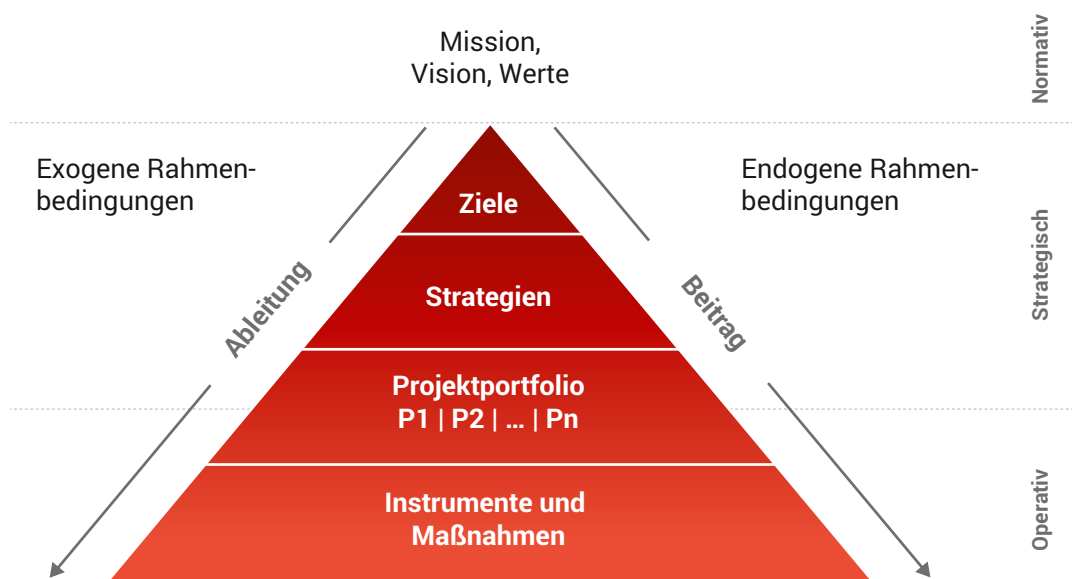 Mission,
Vision, Werte
Normativ
Exogene Rahmen-
bedingungen
Endogene Rahmen-
bedingungen
Ziele
Strategisch
Ableitung
Strategien
Beitrag
Projektportfolio
P1 | P2 | ... | Pn
Instrumente und
Maßnahmen
Operativ